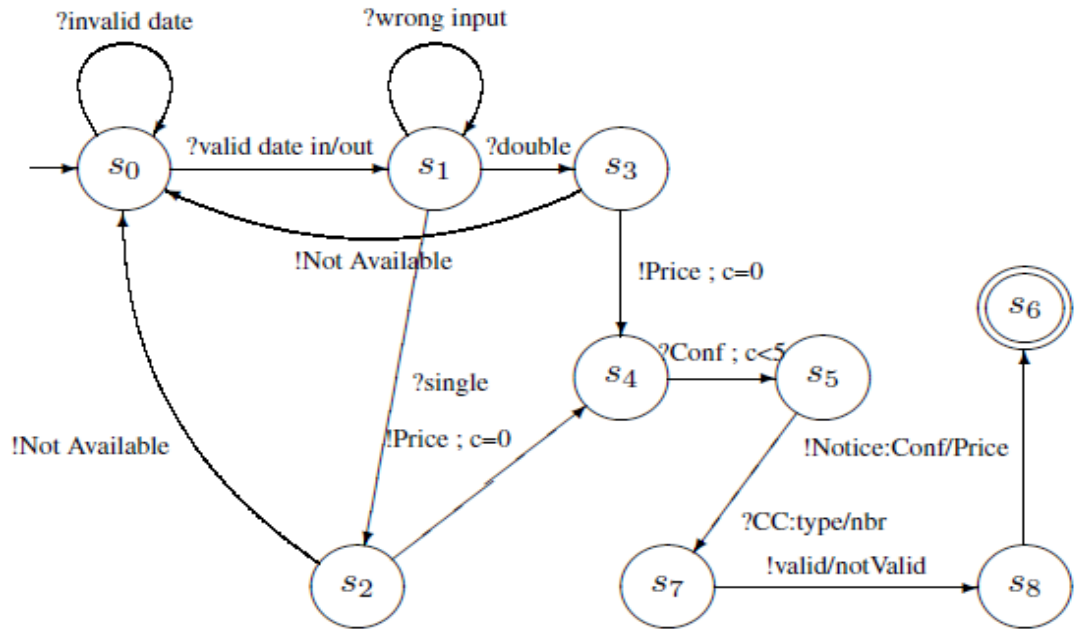 ?invalid date
?wrong input
?valid date in/out
?double
s0
s1
s3
!Not Available
!Price ; c=0
s6
?Conf ; c<5
s4
s5
?single
!Price ; c=0
!Not Available
!Notice:Conf/Price
?CC:type/nbr
!valid/notValid
s2
s7
s8